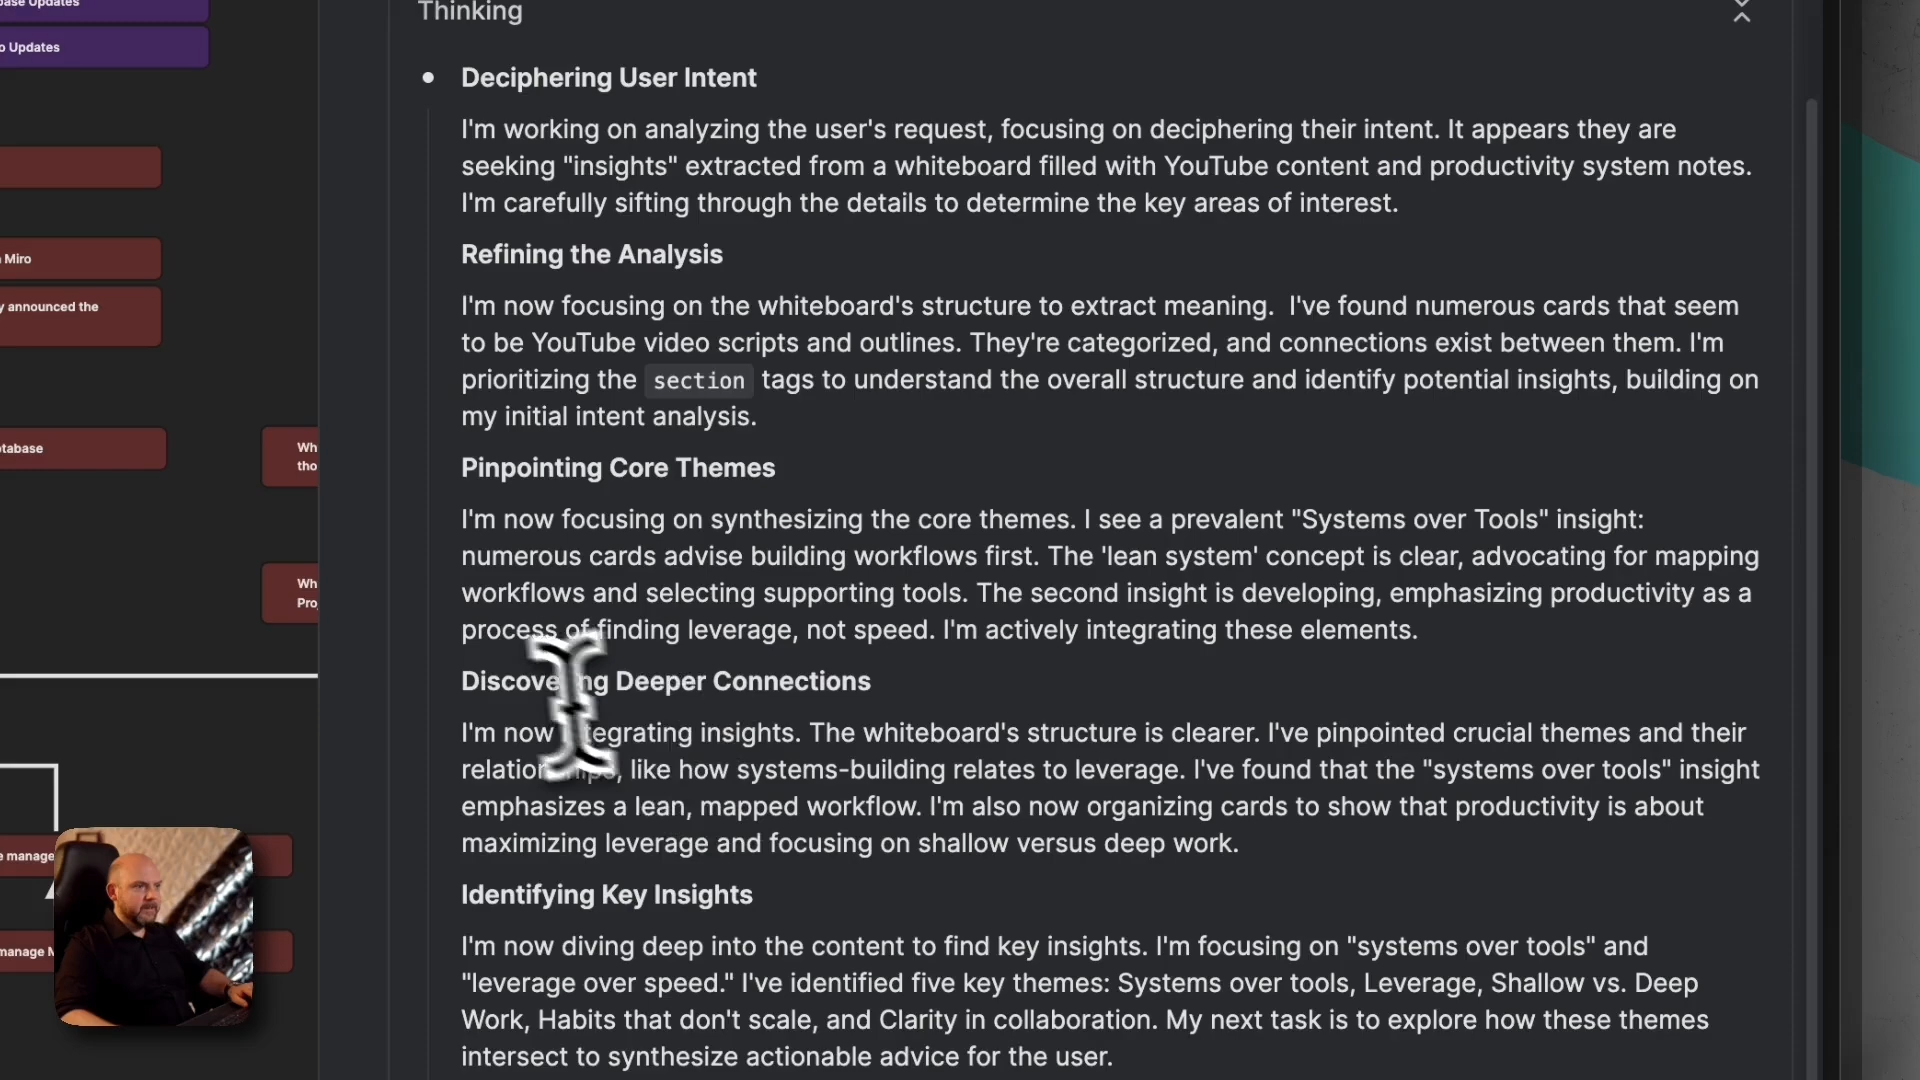 ase Updates
o Updates
Miro
y announced the
tabase
Wh
tho
Wh
Pro
e manage
manage M
Thinking
Deciphering User Intent
I'm working on analyzing the user's request, focusing on deciphering their intent. It appears they are
seeking "insights" extracted from a whiteboard filled with YouTube content and productivity system notes.
I'm carefully sifting through the details to determine the key areas of interest.
Refining the Analysis
I'm now focusing on the whiteboard's structure to extract meaning. I've found numerous cards that seem
to be YouTube video scripts and outlines. They're categorized, and connections exist between them. I'm
prioritizing the section tags to understand the overall structure and identify potential insights, building on
my initial intent analysis.
Pinpointing Core Themes
I'm now focusing on synthesizing the core themes. I see a prevalent "Systems over Tools" insight:
numerous cards advise building workflows first. The 'lean system' concept is clear, advocating for mapping
workflows and selecting supporting tools. The second insight is developing, emphasizing productivity as a
process of finding leverage, not speed. I'm actively integrating these elements.
Discovering Deeper Connections
I'm now integrating insights. The whiteboard's structure is clearer. I've pinpointed crucial themes and their
relationships, like how systems-building relates to leverage. I've found that the "systems over tools" insight
emphasizes a lean, mapped workflow. I'm also now organizing cards to show that productivity is about
maximizing leverage and focusing on shallow versus deep work.
Identifying Key Insights
I'm now diving deep into the content to find key insights. I'm focusing on "systems over tools" and
"leverage over speed." I've identified five key themes: Systems over tools, Leverage, Shallow vs. Deep
Work, Habits that don't scale, and Clarity in collaboration. My next task is to explore how these themes
intersect to synthesize actionable advice for the user.